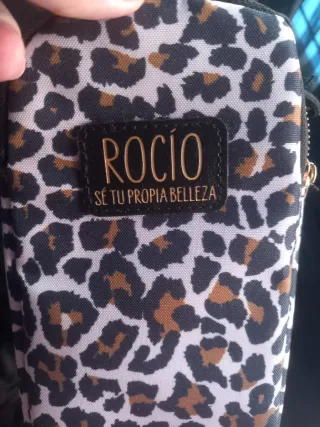 ROCÍO
SÉ TU PROPIA BELLEZA